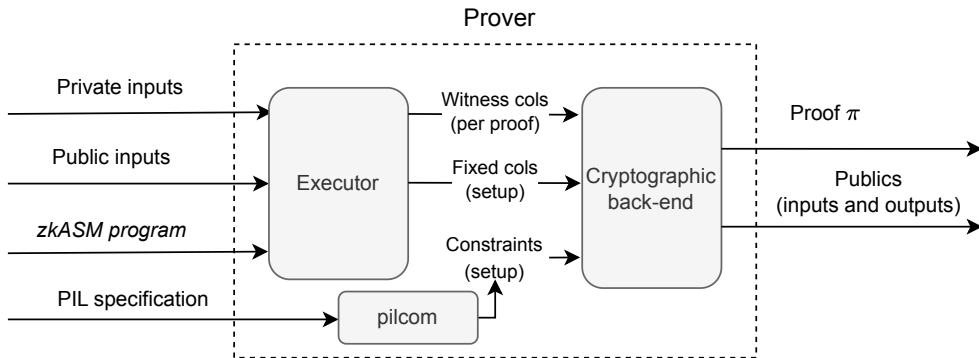 Prover
Private inputs
Public inputs
zkASM program
PIL specification
Executor
pilcom
Witness cols
(per proof)
Fixed cols
(setup)
Constraints
(setup)
Cryptographic
back-end
Proof π
Publics
(inputs and outputs)